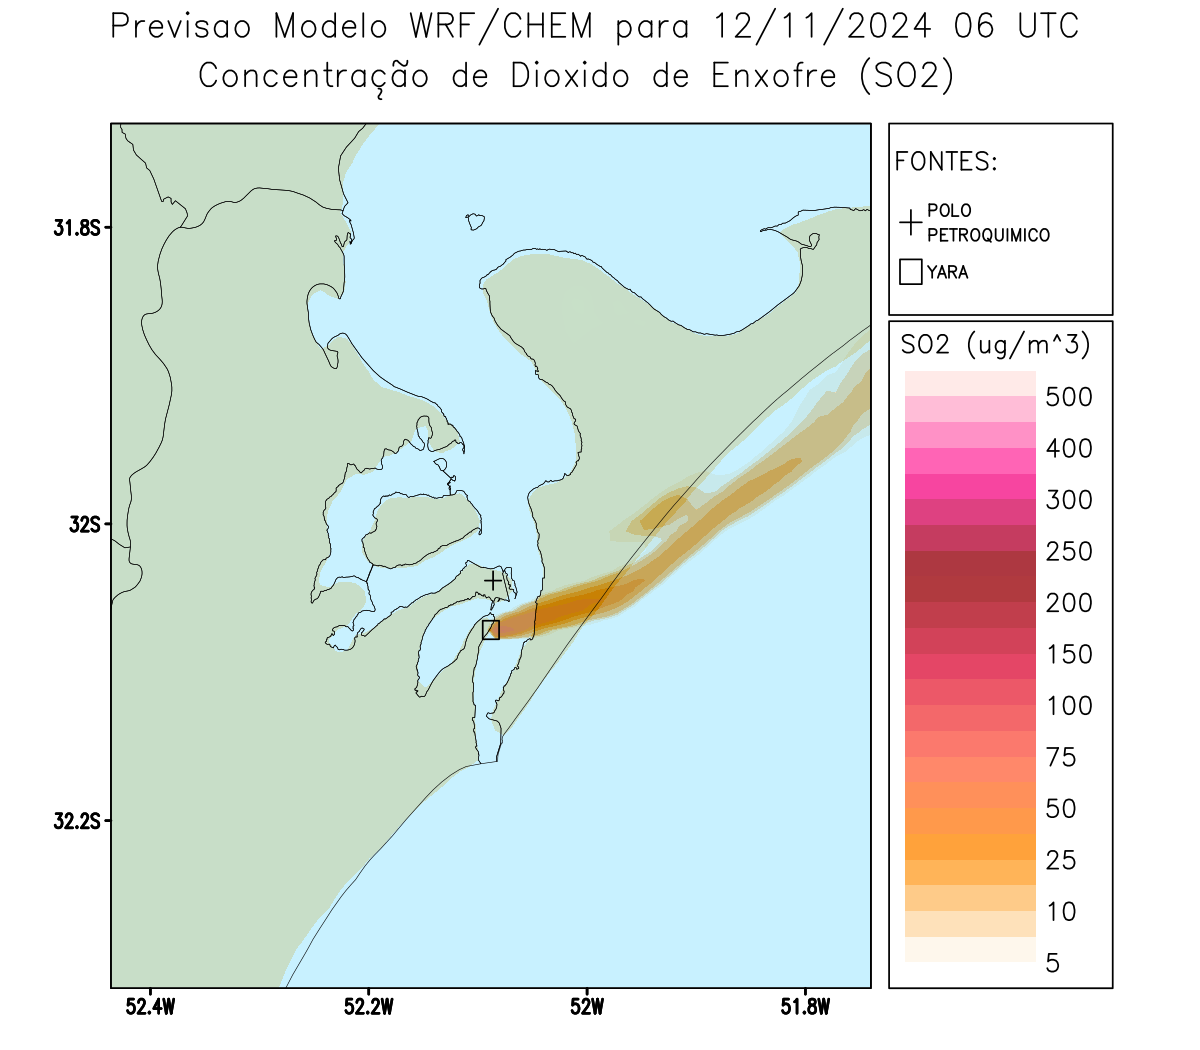 Previsao Modelo WRF/CHEM para 12/11/2024 06 UTC
Concentração de Dioxido de Enxofre (SO2)
FONTES:
POLO
PETROQUIMICO
YARA
SO2 (ug/m^3)
500
400
300
250
200
150
100
75
50
25
10
5
31.8S
32S
32.2S
52.4W
52.2W
52W
51.8W